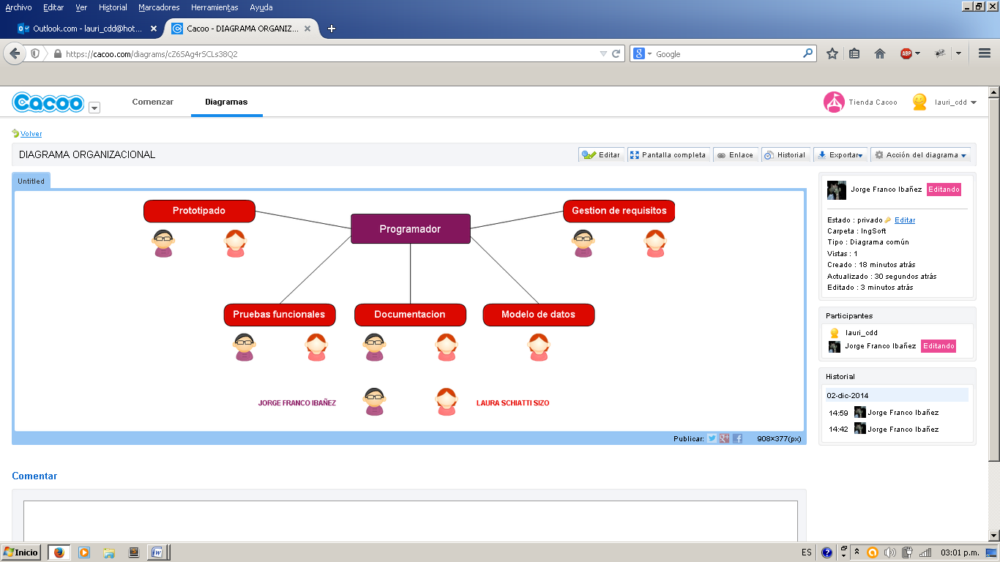 Archivo Editar Ver Historial Marcadores Herramientas Ayuda
Outlook.com - lauri_cdd@hot...
Cacoo - DIAGRAMA ORGANIZ...
https://cacoo.com/diagrams/cZ6SAg4rSCLs38Q2
Google
ABP
Cacoo
Comenzar
Diagramas
Tienda Cacoo
lauri_cdd
Volver
DIAGRAMA ORGANIZACIONAL
Editar
Pantalla completa
Enlace
Historial
Exportar
Acción del diagrama
Untitled
Prototipado
Programador
Gestion de requisitos
Pruebas funcionales
Documentacion
Modelo de datos
JORGE FRANCO IBAÑEZ
LAURA SCHIATTI SIZO
Publicar:
908×377(px)
Jorge Franco Ibañez Editando
Estado : privado Editar
Carpeta : IngSoft
Tipo : Diagrama común
Vistas : 1
Creado : 18 minutos atrás
Actualizado : 30 segundos atrás
Editado : 3 minutos atrás
Participantes
lauri_cdd
Jorge Franco Ibañez Editando
Historial
02-dic-2014
14:59 Jorge Franco Ibañez
14:42 Jorge Franco Ibañez
Comentar
Inicio
ES
03:01 p.m.